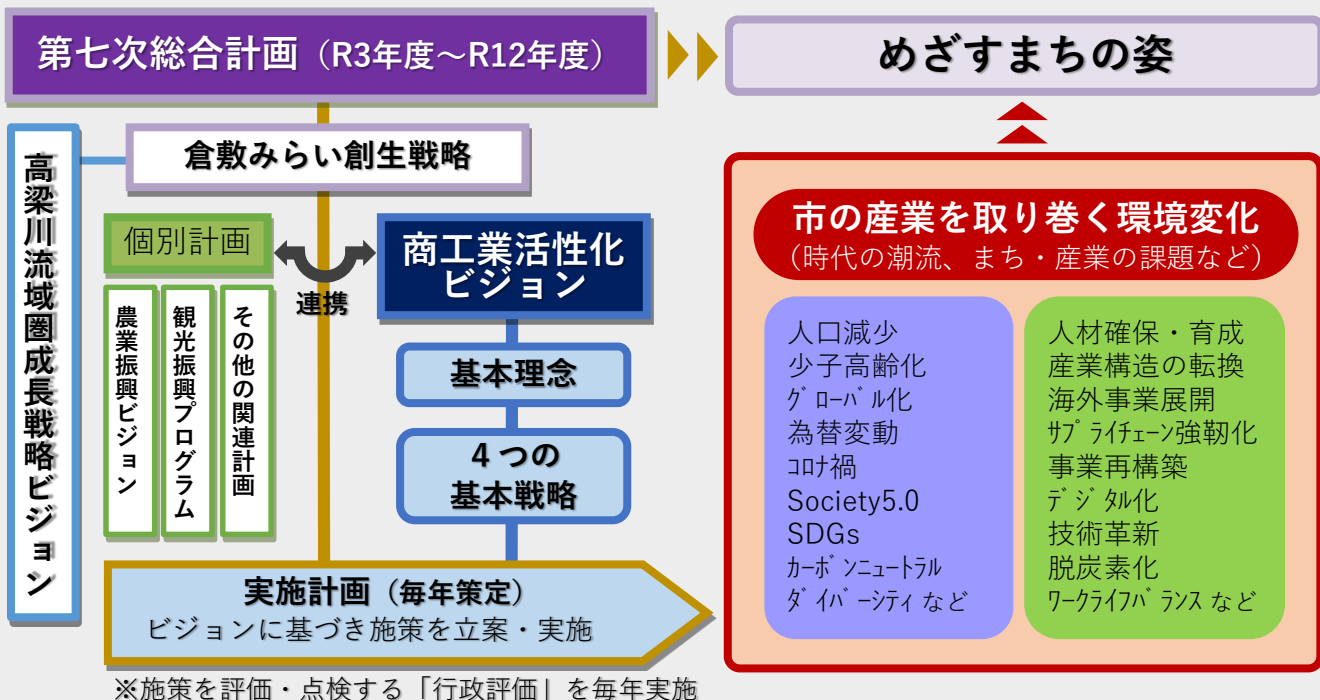 第七次総合計画（R3年度～R12年度）
めざすまちの姿
高梁川流域圏成長戦略ビジョン
倉敷みらい創生戦略
個別計画
連携
商工業活性化
ビジョン
農業振興ビジョン
観光振興プログラム
その他の関連計画
基本理念
4つの
基本戦略
実施計画（毎年策定）
ビジョンに基づき施策を立案・実施
※施策を評価・点検する「行政評価」を毎年実施
市の産業を取り巻く環境変化
（時代の潮流、まち・産業の課題など）
人口減少
少子高齢化
ｸﾞﾛｰﾊﾞﾙ化
為替変動
ｺﾛﾅ禍
Society5.0
SDGs
ｶｰﾎﾞﾝﾆｭｰﾄﾗﾙ
ﾀﾞｲﾊﾞｰｼﾃｨ など
人材確保・育成
産業構造の転換
海外事業展開
ｻﾌﾟﾗｲﾁｪｰﾝ強靭化
事業再構築
ﾃﾞｼﾞﾀﾙ化
技術革新
脱炭素化
ﾜｰｸﾗｲﾌﾊﾞﾗﾝｽ など